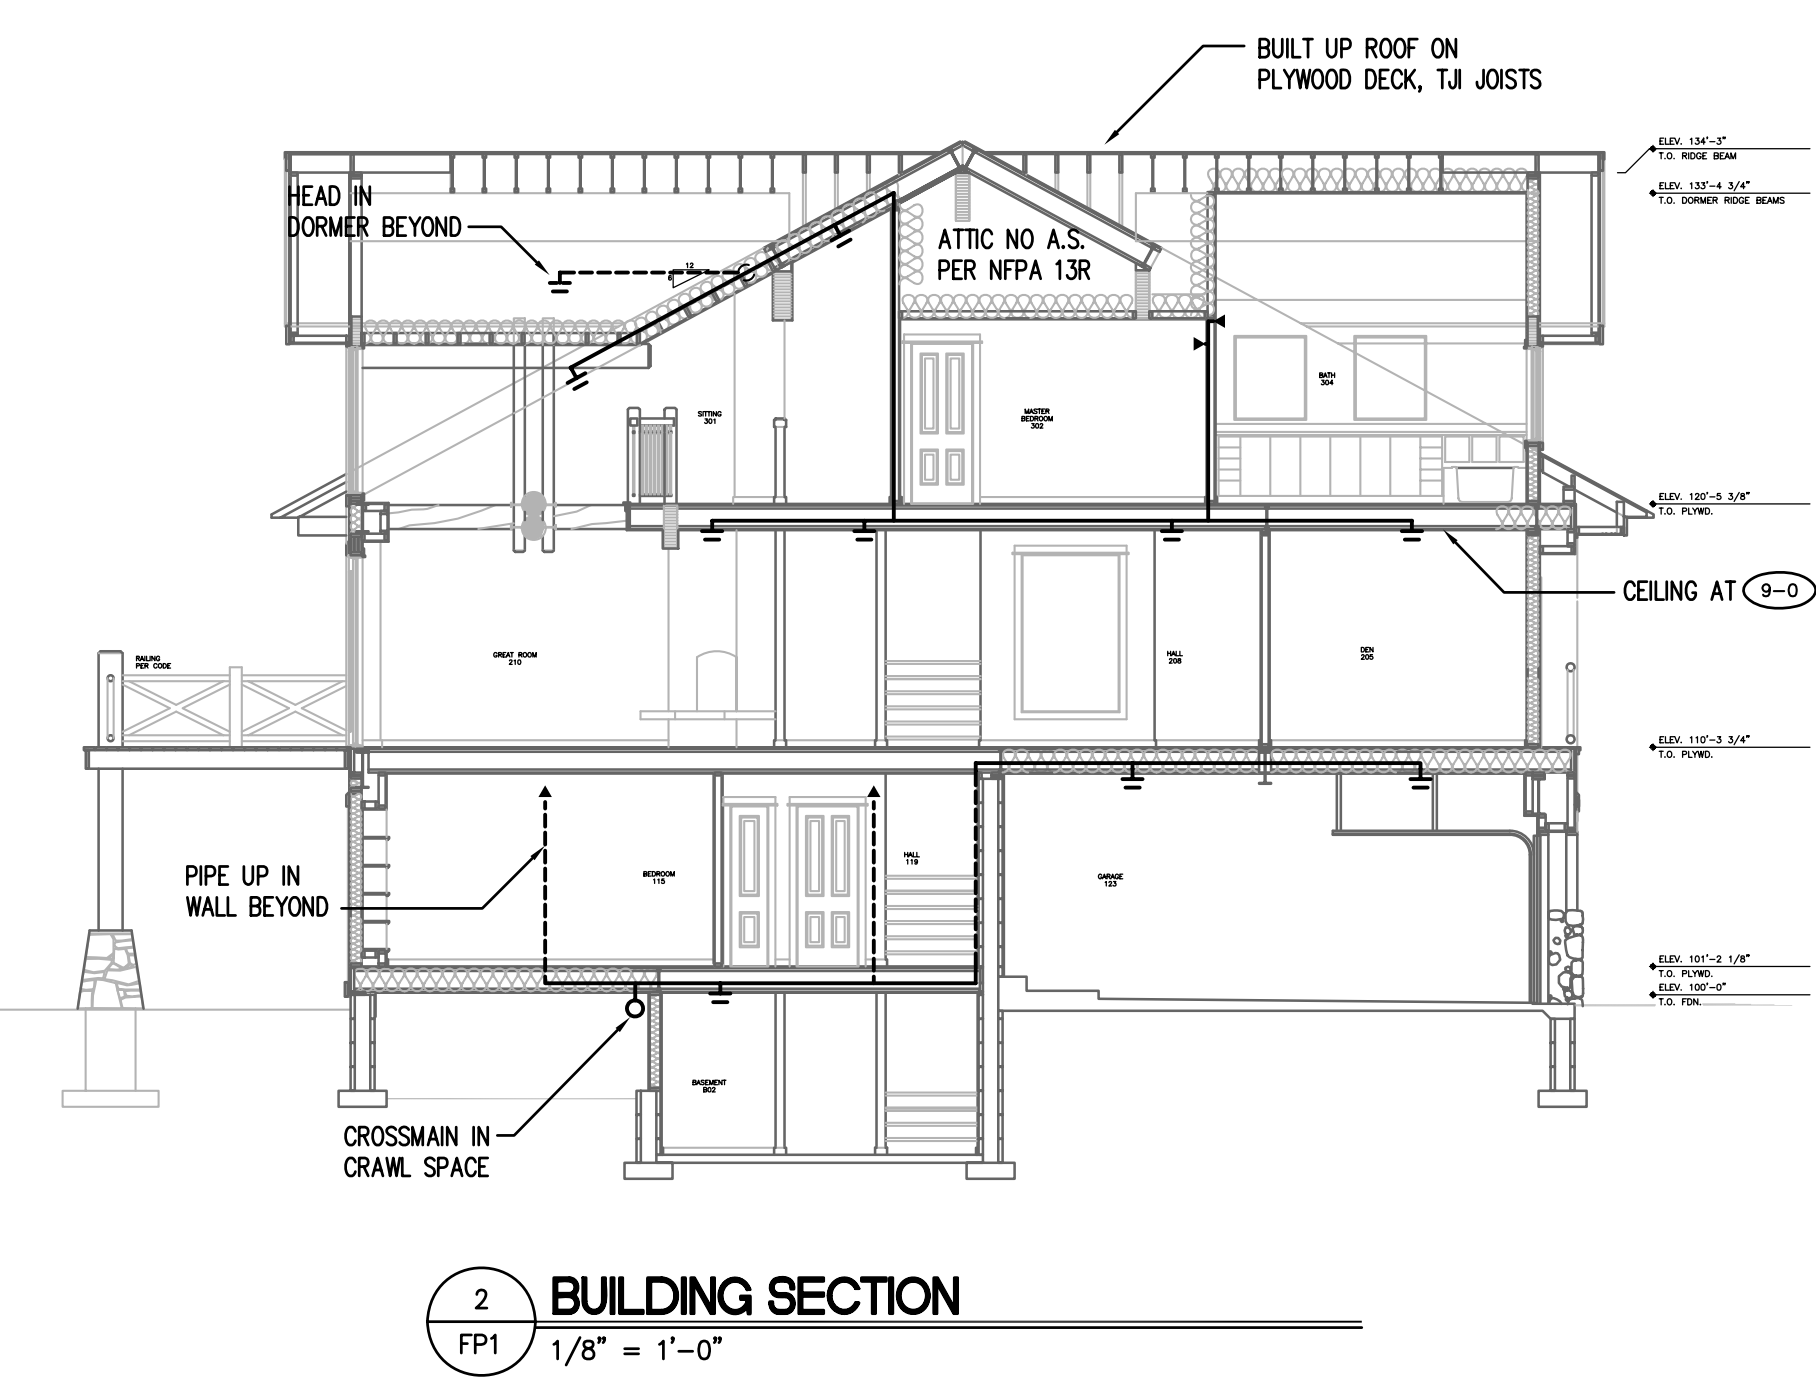 BUILT UP ROOF ON
PLYWOOD DECK, TJI JOISTS
ELEV. 134'-3"
T.O. RIDGE BEAM
ELEV. 133'-4 3/4"
T.O. DORMER RIDGE BEAMS
HEAD IN
DORMER BEYOND
12
6
ATTIC NO A.S.
PER NFPA 13R
BATH
304
SITTING
301
MASTER
BEDROOM
302
ELEV. 120'-5 3/8"
T.O. PLYWD.
CEILING AT 9-0
RAILING
PER CODE
GREAT ROOM
210
HALL
208
DEN
205
ELEV. 110'-3 3/4"
T.O. PLYWD.
PIPE UP IN
WALL BEYOND
BEDROOM
115
HALL
119
GARAGE
123
ELEV. 101'-2 1/8"
T.O. PLYWD.
ELEV. 100'-0"
T.O. FDN.
BASEMENT
B02
CROSSMAIN IN
CRAWL SPACE
2
FP1
BUILDING SECTION
1/8" = 1'-0"